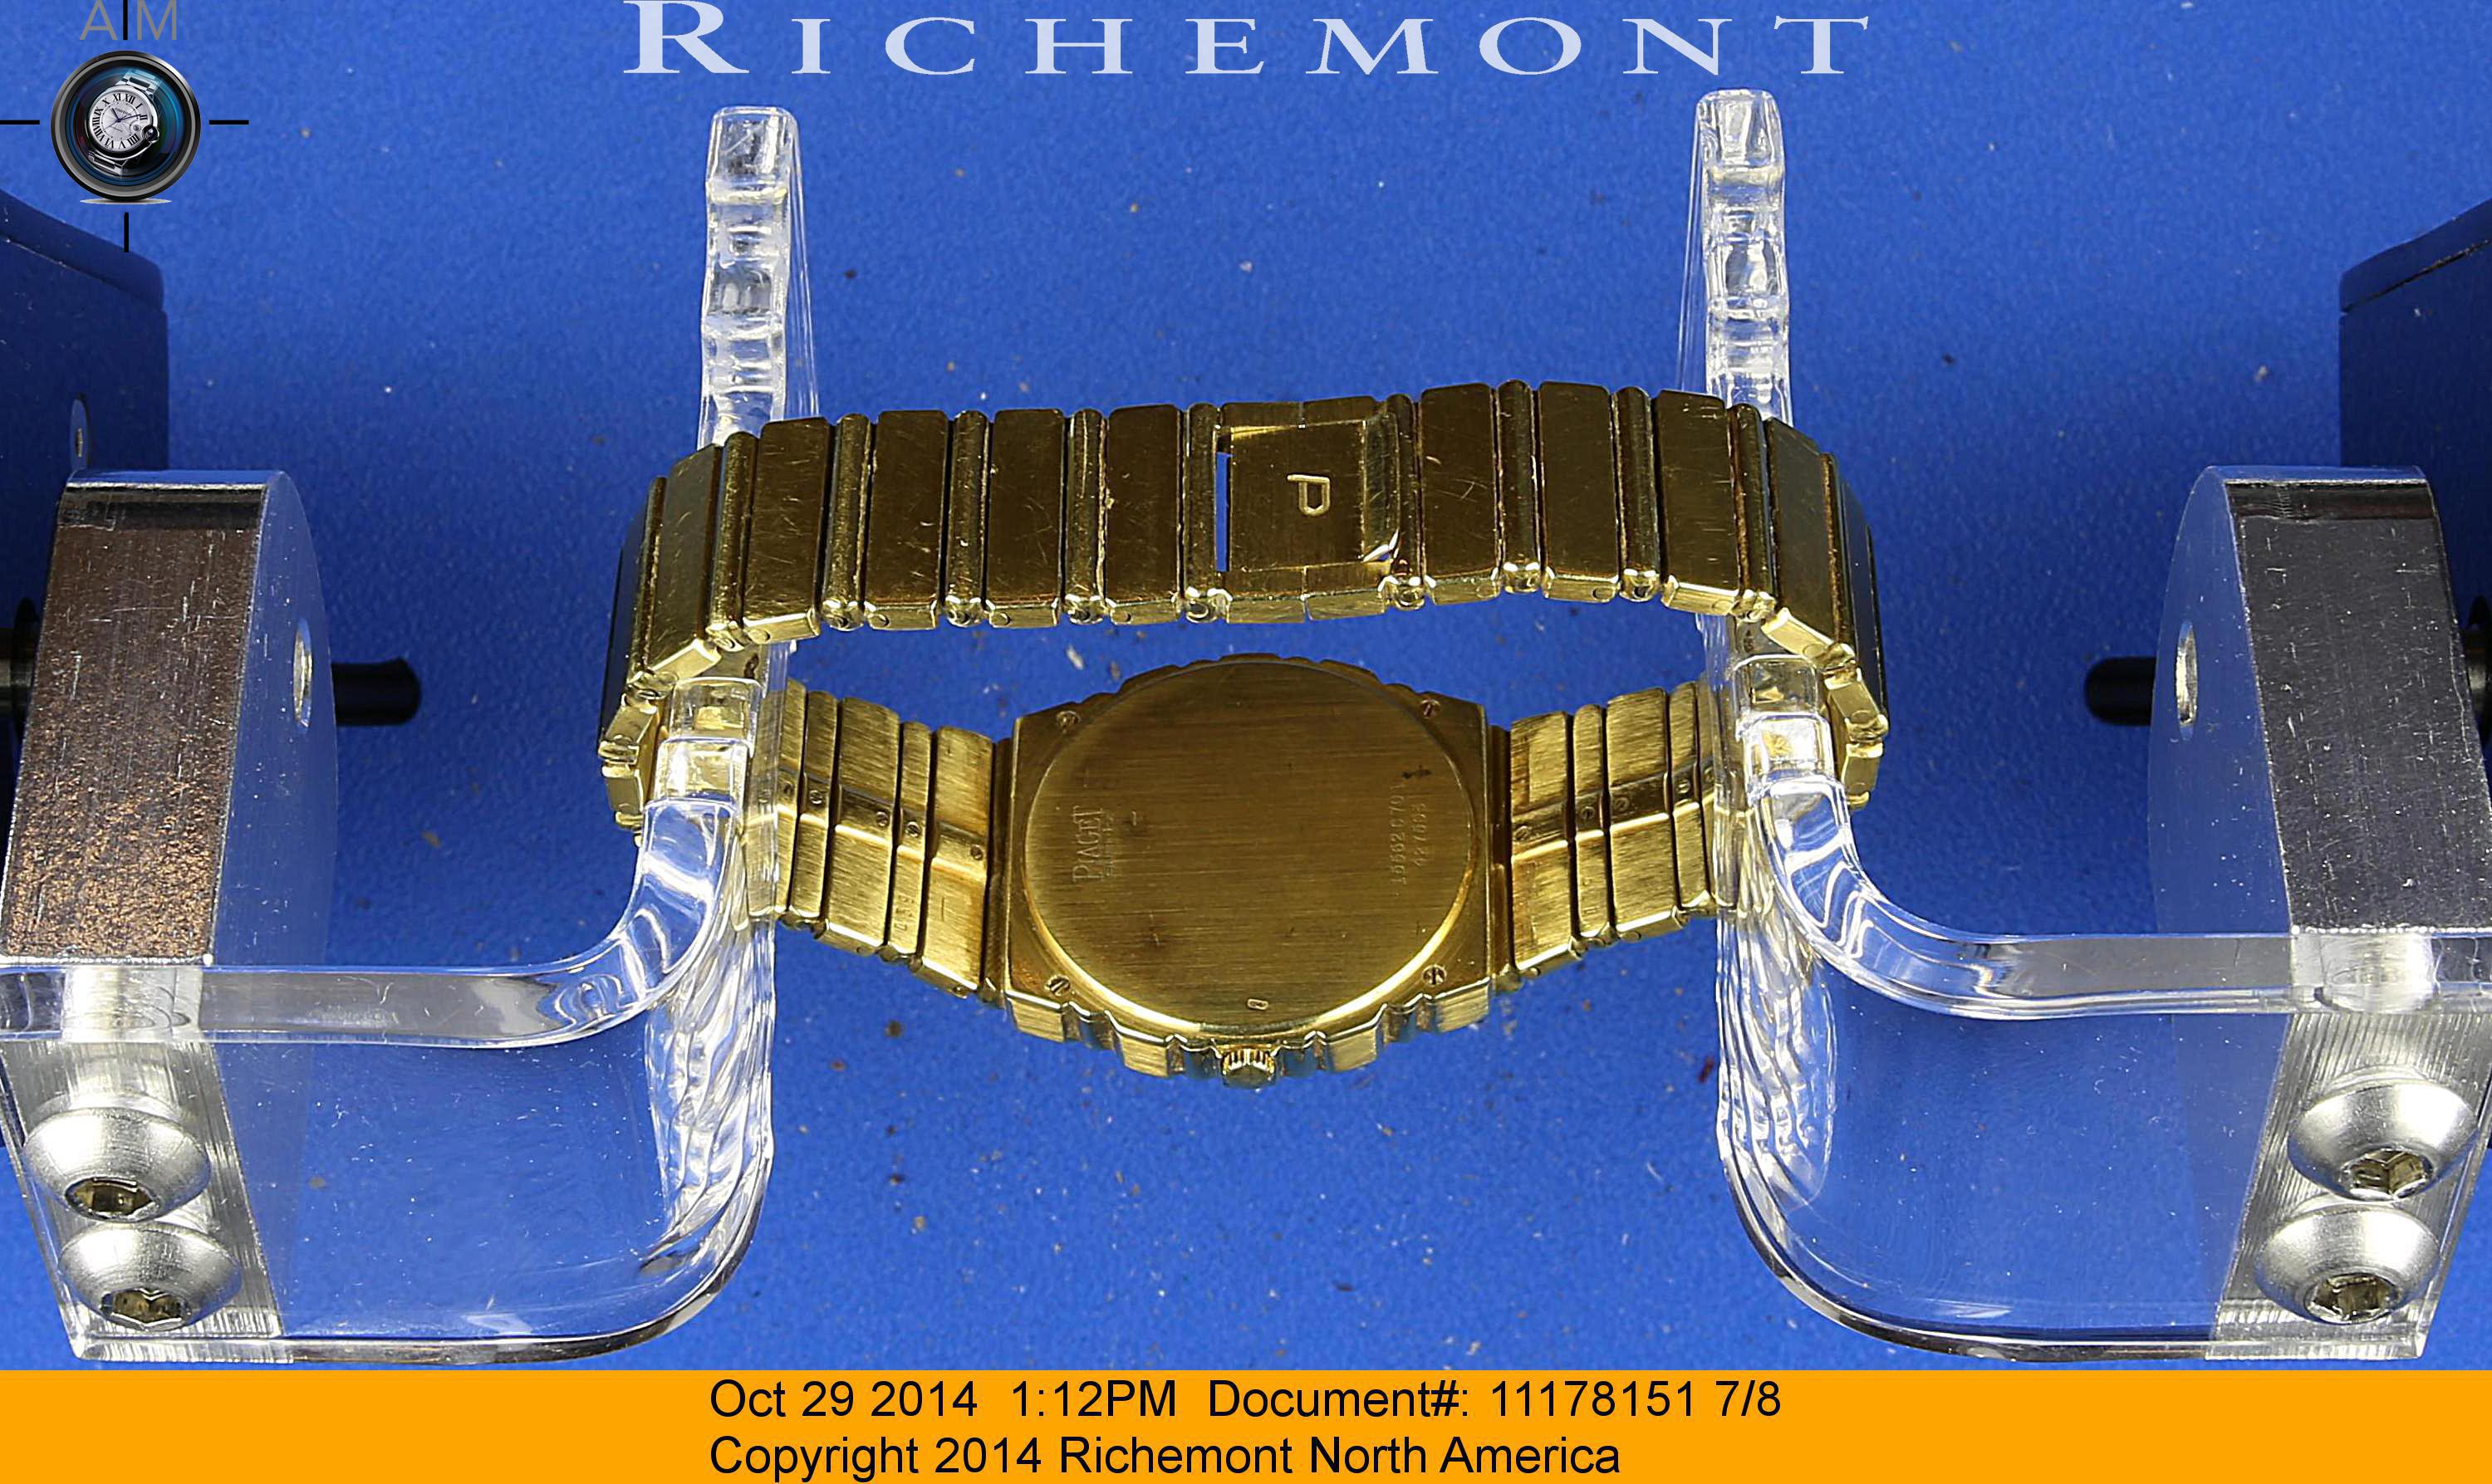 AM
RICHEMONT
P
PIAGET
Oct 29 2014  1:12PM  Document#: 11178151 7/8
Copyright 2014 Richemont North America